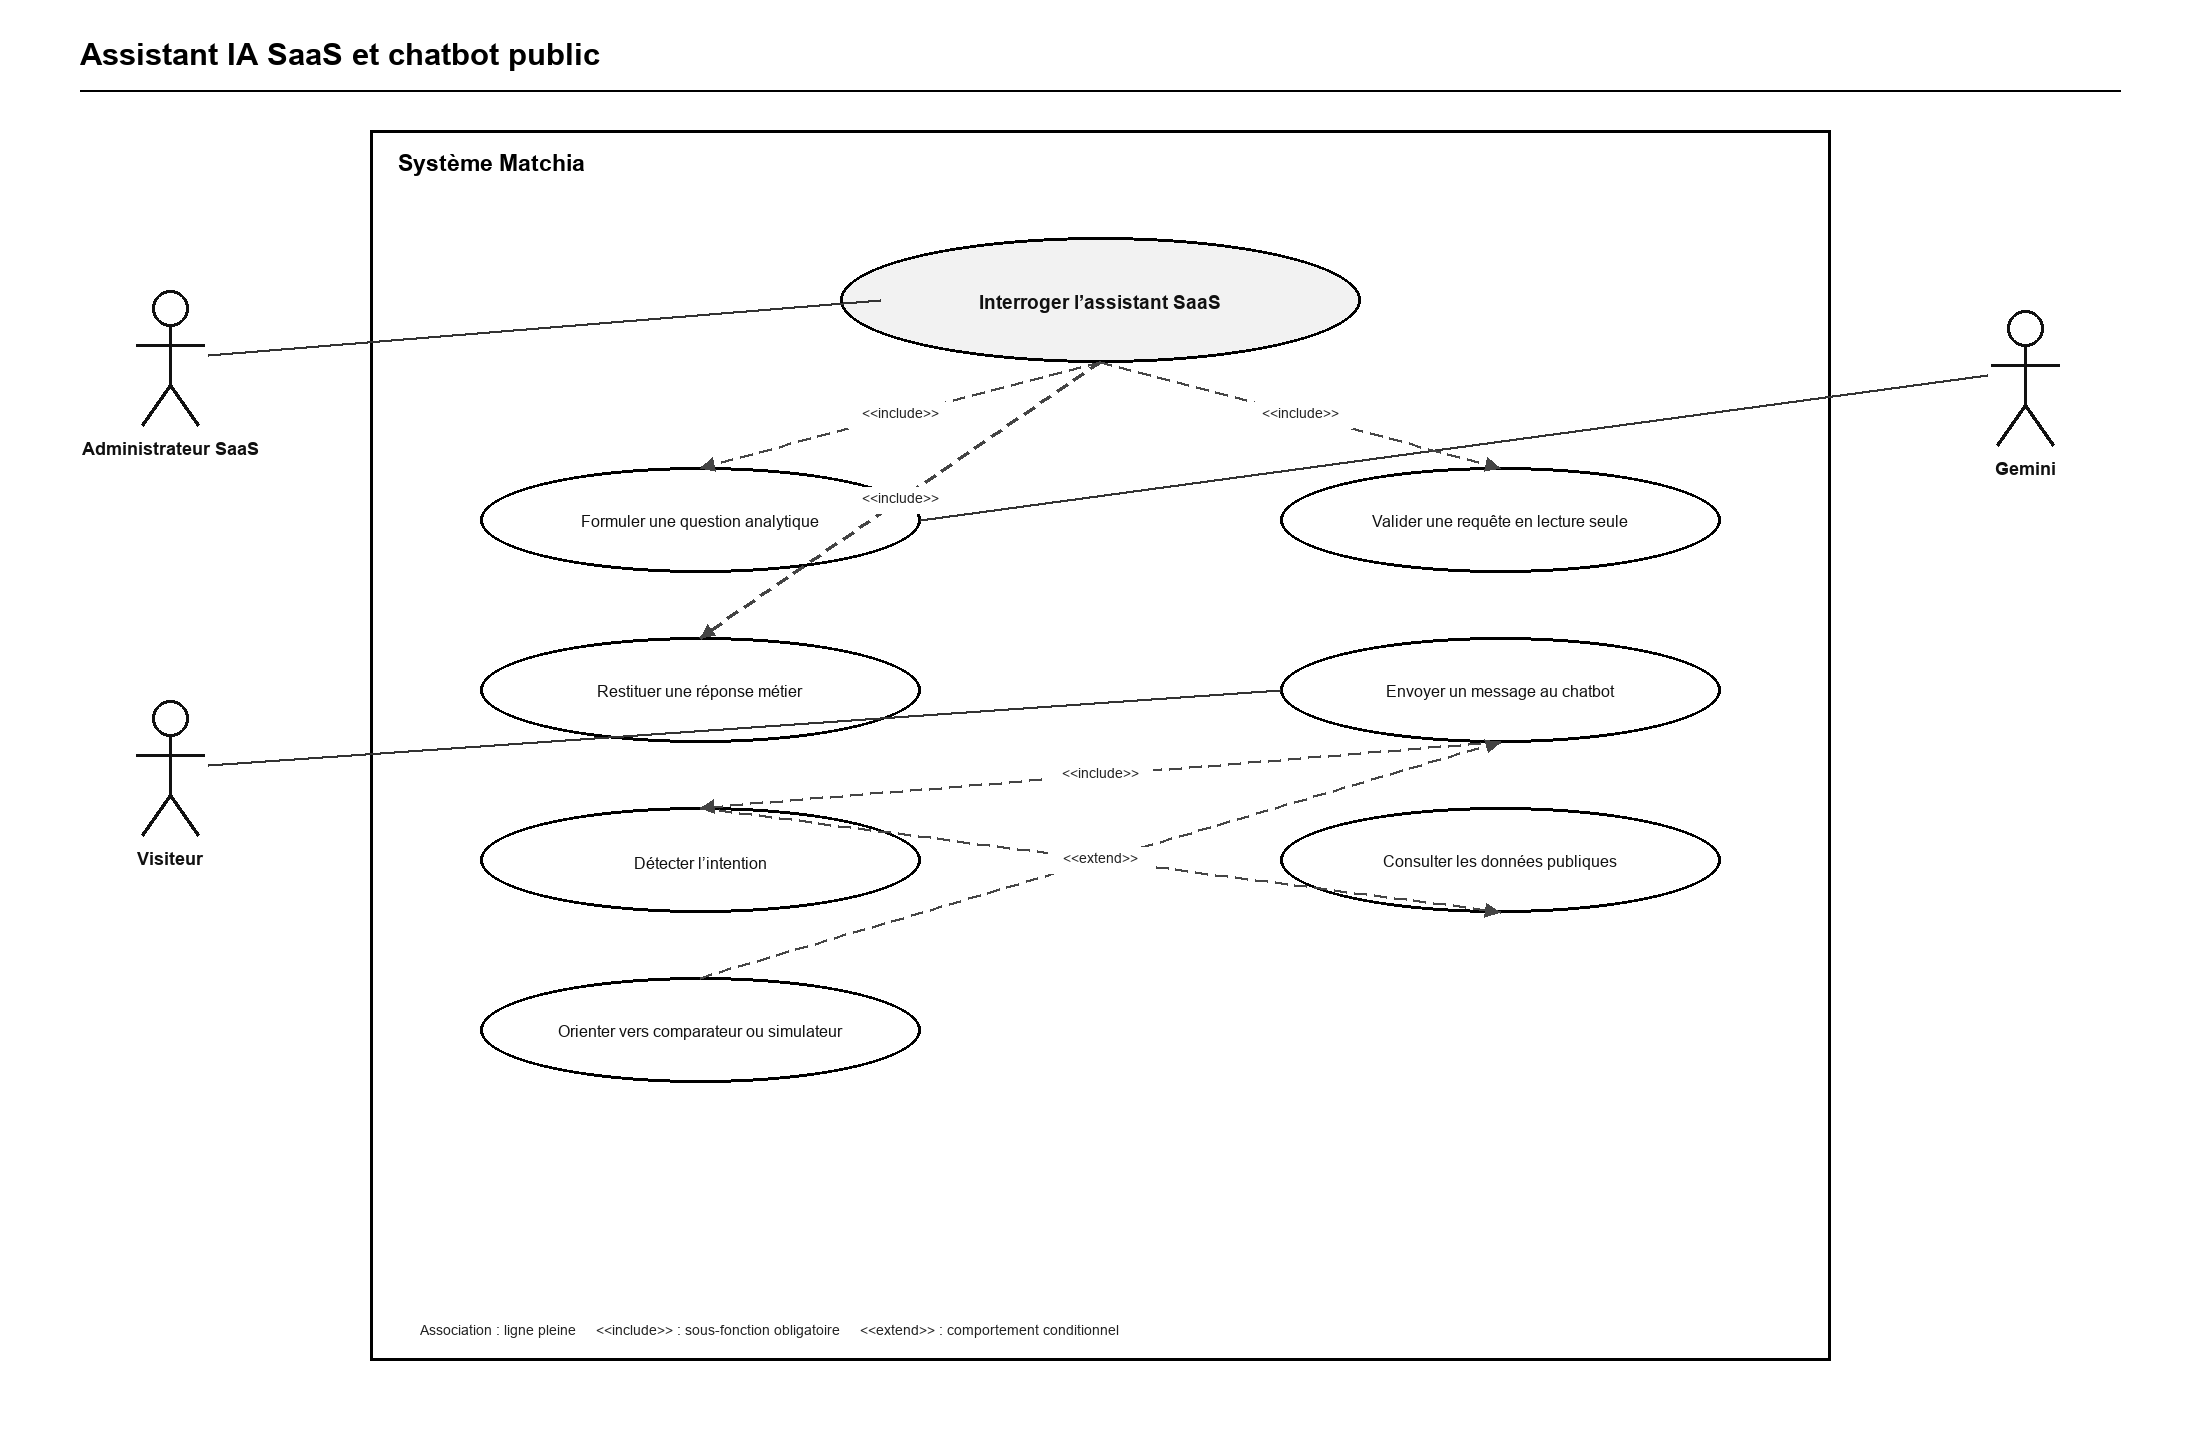 Assistant IA SaaS et chatbot public
Système Matchia
Interroger l’assistant SaaS
Administrateur SaaS
Gemini
<<include>>
<<include>>
<<include>>
Formuler une question analytique
Valider une requête en lecture seule
Restituer une réponse métier
Envoyer un message au chatbot
<<include>>
Visiteur
<<extend>>
Détecter l’intention
Consulter les données publiques
Orienter vers comparateur ou simulateur
Association : ligne pleine <<include>> : sous-fonction obligatoire <<extend>> : comportement conditionnel